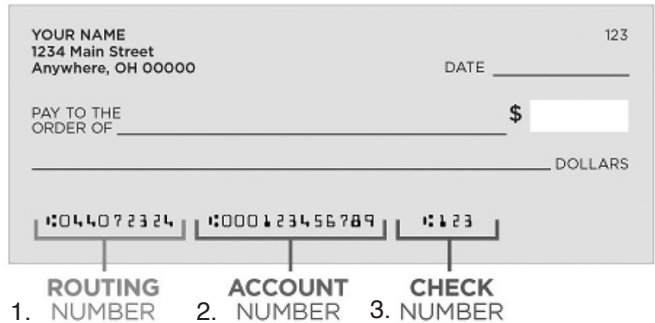 YOUR NAME 123
1234 Main Street
Anywhere, OH 00000
DATE
PAY TO THE
ORDER OF $
DOLLARS
⑆044072324 ⑆000123456789 ⑆123
ROUTING ACCOUNT CHECK
1. NUMBER 2. NUMBER 3. NUMBER